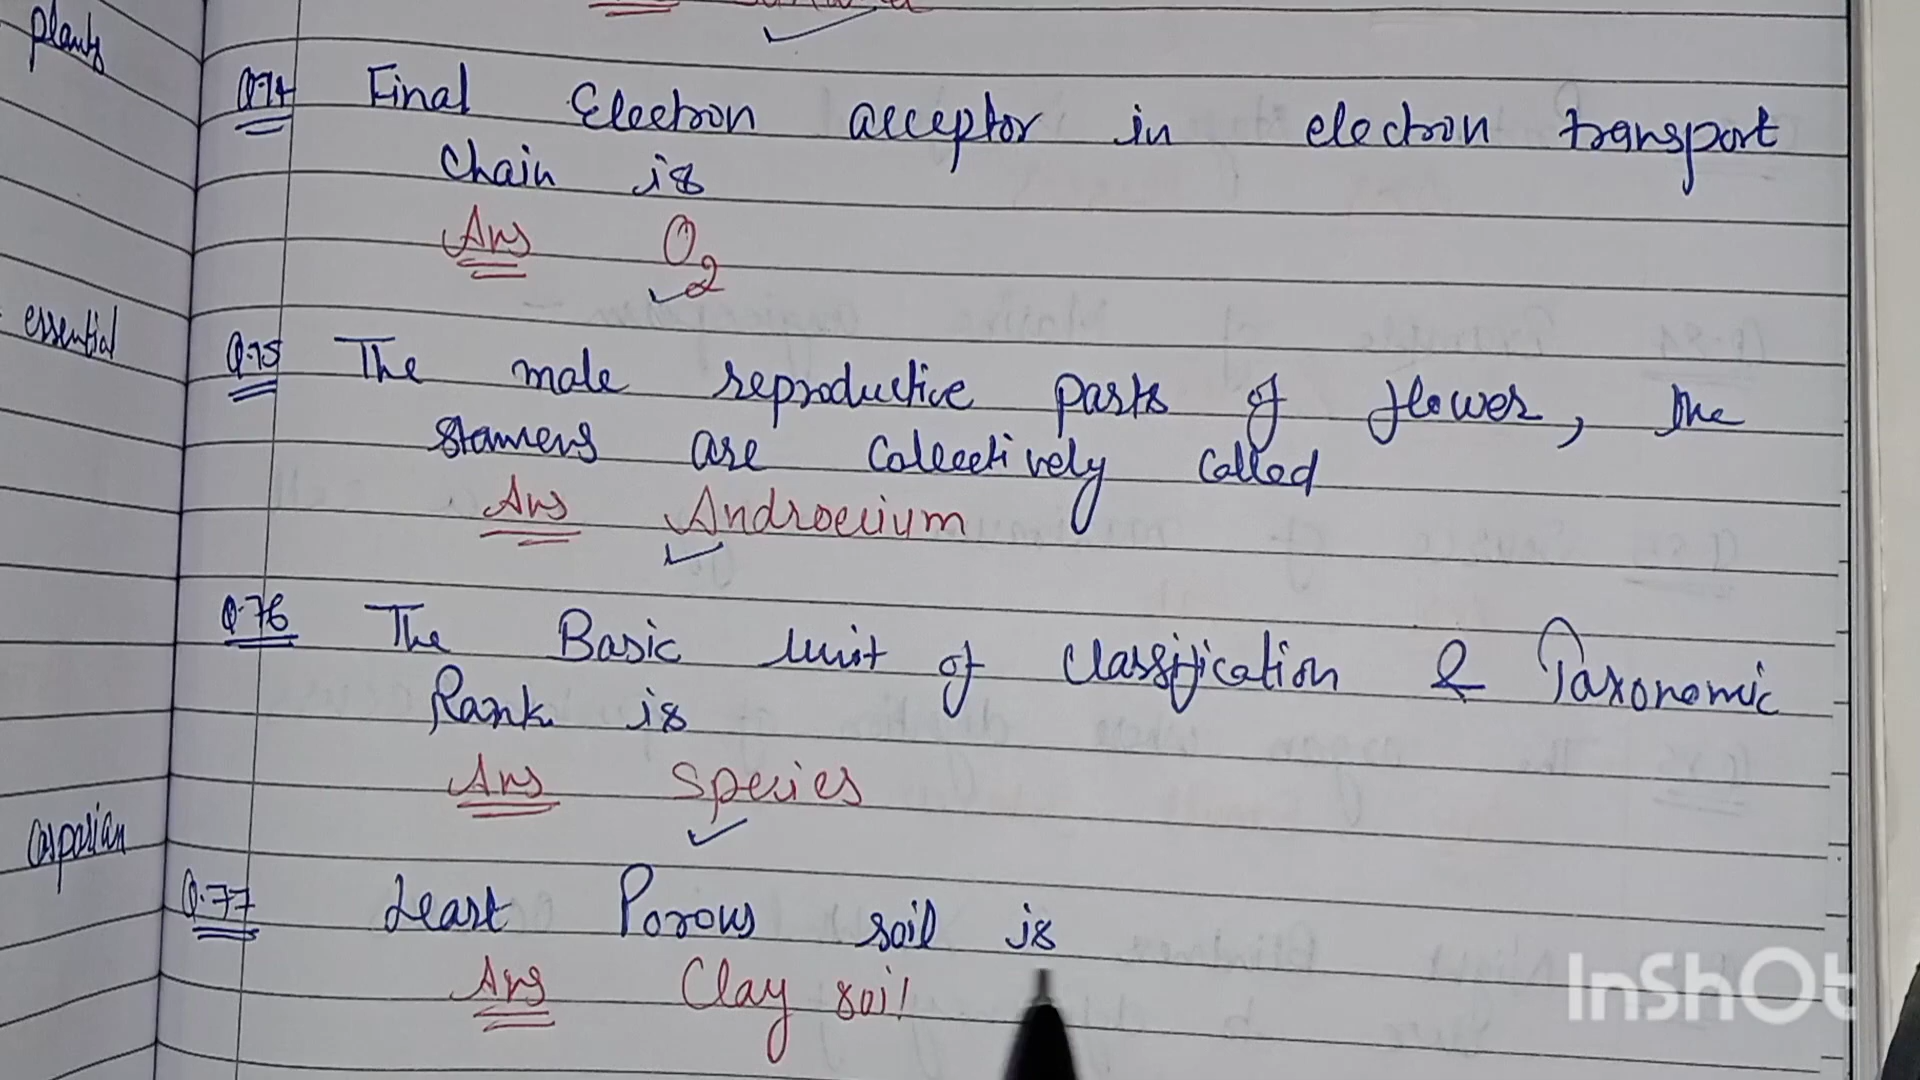 plants
essential
casparian
Q.74 Final Electron acceptor in electron transport
chain is
Ans O2
Q.75 The male reproductive parts of flower, the
stamens are collectively called
Ans Androecium
Q.76 The Basic unit of classification & Taxonomic
Rank is
Ans species
Q.77 Least Porous soil is
Ans Clay soil
InShOt